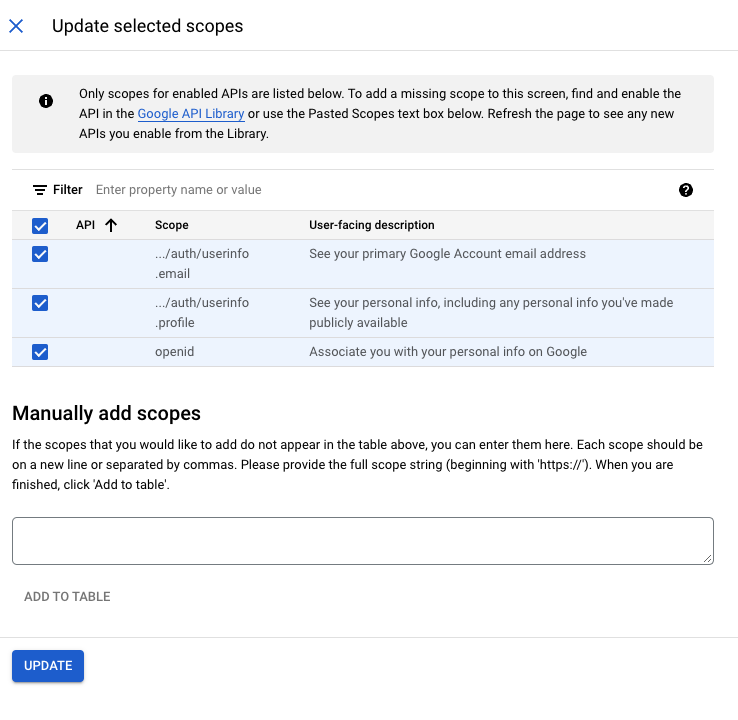 Update selected scopes
Only scopes for enabled APIs are listed below. To add a missing scope to this screen, find and enable the
API in the Google API Library or use the Pasted Scopes text box below. Refresh the page to see any new
APIs you enable from the Library.
Filter Enter property name or value
API Scope User-facing description
.../auth/userinfo See your primary Google Account email address
.email
.../auth/userinfo See your personal info, including any personal info you've made
.profile publicly available
openid Associate you with your personal info on Google
Manually add scopes
If the scopes that you would like to add do not appear in the table above, you can enter them here. Each scope should be
on a new line or separated by commas. Please provide the full scope string (beginning with 'https://'). When you are
finished, click 'Add to table'.
ADD TO TABLE
UPDATE